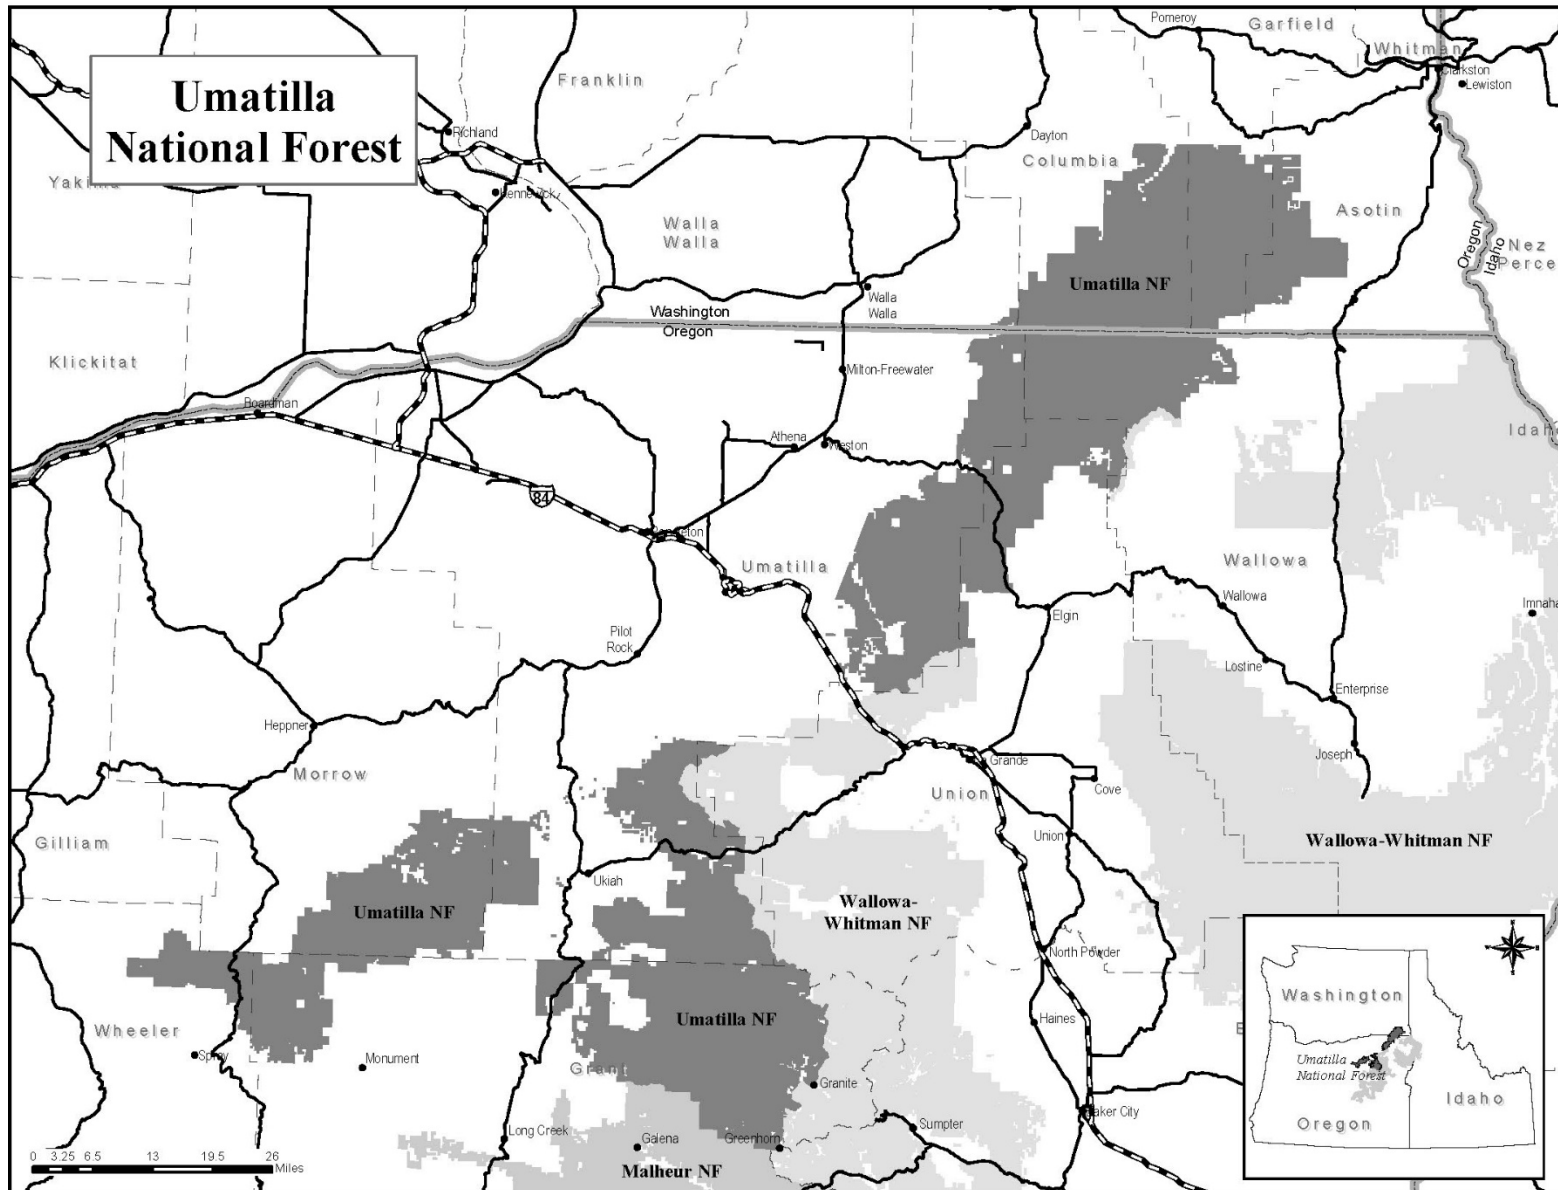 Umatilla
National Forest
Pomeroy
Garfield
Whitman
Clarkston
Lewiston
Franklin
Richland
Dayton
Columbia
Yakima
Kennewick
Walla
Walla
Asotin
Oregon
Idaho
Nez
Perce
Umatilla NF
Walla
Walla
Washington
Oregon
Klickitat
Milton-Freewater
Boardman
Athena
Weston
Idaho
84
Umatilla
Wallowa
Wallowa
Imnaha
Elgin
Pilot
Rock
Lostine
Enterprise
Heppner
Joseph
Morrow
Grande
Cove
Union
Gilliam
Union
Wallowa-Whitman NF
Ukiah
Umatilla NF
Wallowa-
Whitman NF
North Powder
Umatilla NF
Wheeler
Haines
Spray
Monument
Grant
Granite
Baker City
Long Creek
Galena
Greenhorn
Sumpter
Malheur NF
0 3.25 6.5 13 19.5 26
Miles
Washington
Umatilla
National Forest
Idaho
Oregon